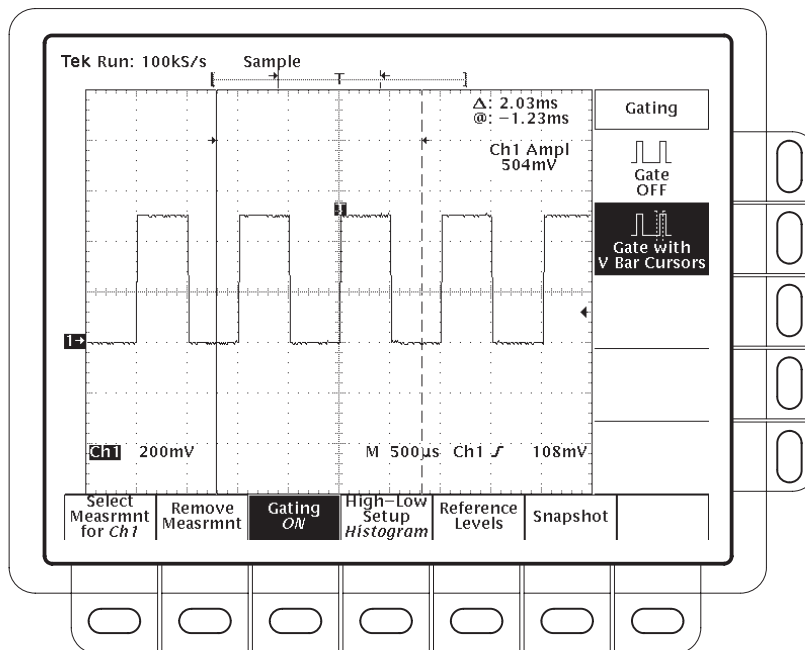 Tek Run: 100kS/s Sample
T
Δ: 2.03ms
@: −1.23ms
Ch1 Ampl
504mV
1→
Ch1 200mV M 500µs Ch1 108mV
Gating
Gate
OFF
Gate with
V Bar Cursors
Select
Measrmnt
for Ch1
Remove
Measrmnt
Gating
ON
High−Low
Setup
Histogram
Reference
Levels
Snapshot